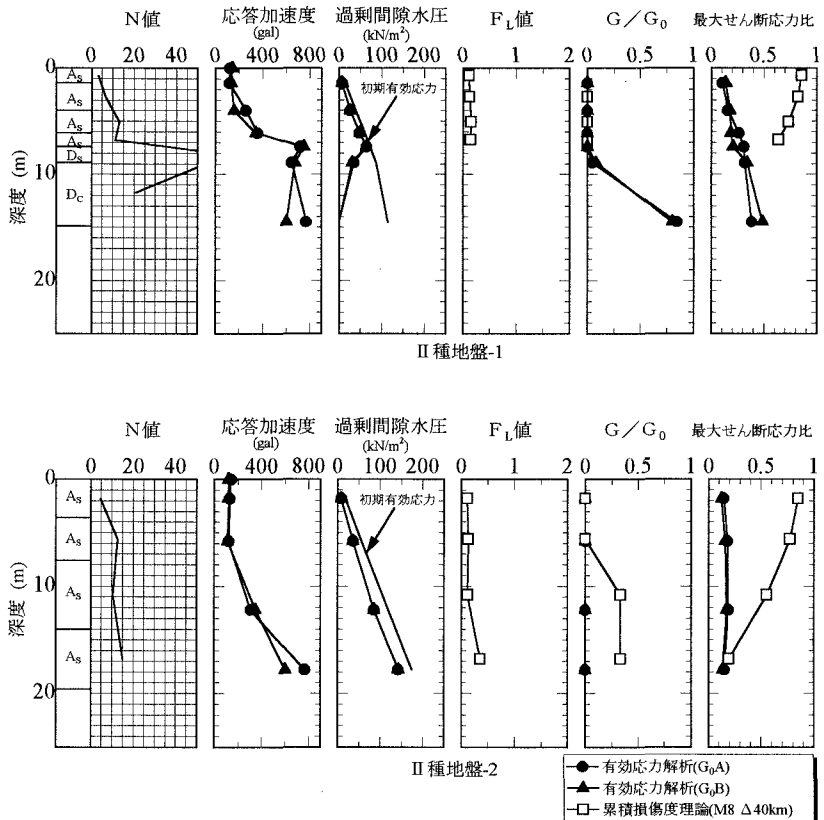 N値 応答加速度 過剰間隙水圧 FL値 G／G0 最大せん断応力比
(gal) (kN/m²)
0 20 40 0 400 800 0 100 200 0 1 2 0 0.5 1 0 0.5 1
0
10
20
深度 (m)
As
As
As
As
Ds
Dc
初期有効応力
II種地盤-1
N値 応答加速度 過剰間隙水圧 FL値 G／G0 最大せん断応力比
(gal) (kN/m²)
0 20 40 0 400 800 0 100 200 0 1 2 0 0.5 1 0 0.5 1
0
10
20
深度 (m)
As
As
As
As
初期有効応力
II種地盤-2
有効応力解析(G0A)
有効応力解析(G0B)
累積損傷度理論(M8 Δ40km)